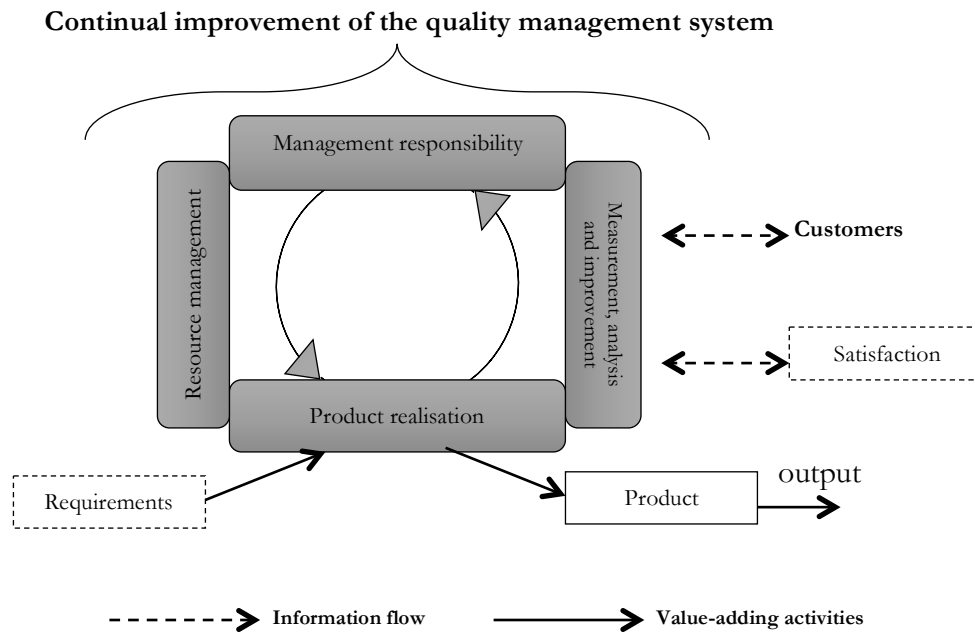 Continual improvement of the quality management system
Management responsibility
Resource management
Measurement, analysis
and improvement
Customers
Satisfaction
Product realisation
Requirements
Product
output
Information flow
Value-adding activities